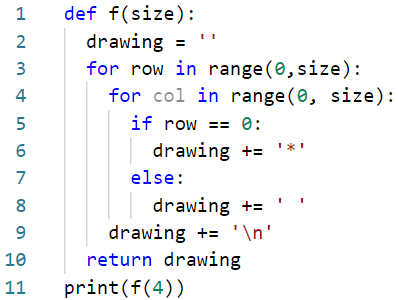 1 def f(size):
2   drawing = ''
3   for row in range(0,size):
4     for col in range(0, size):
5       if row == 0:
6         drawing += '*'
7       else:
8         drawing += ' '
9     drawing += '\n'
10   return drawing
11 print(f(4))